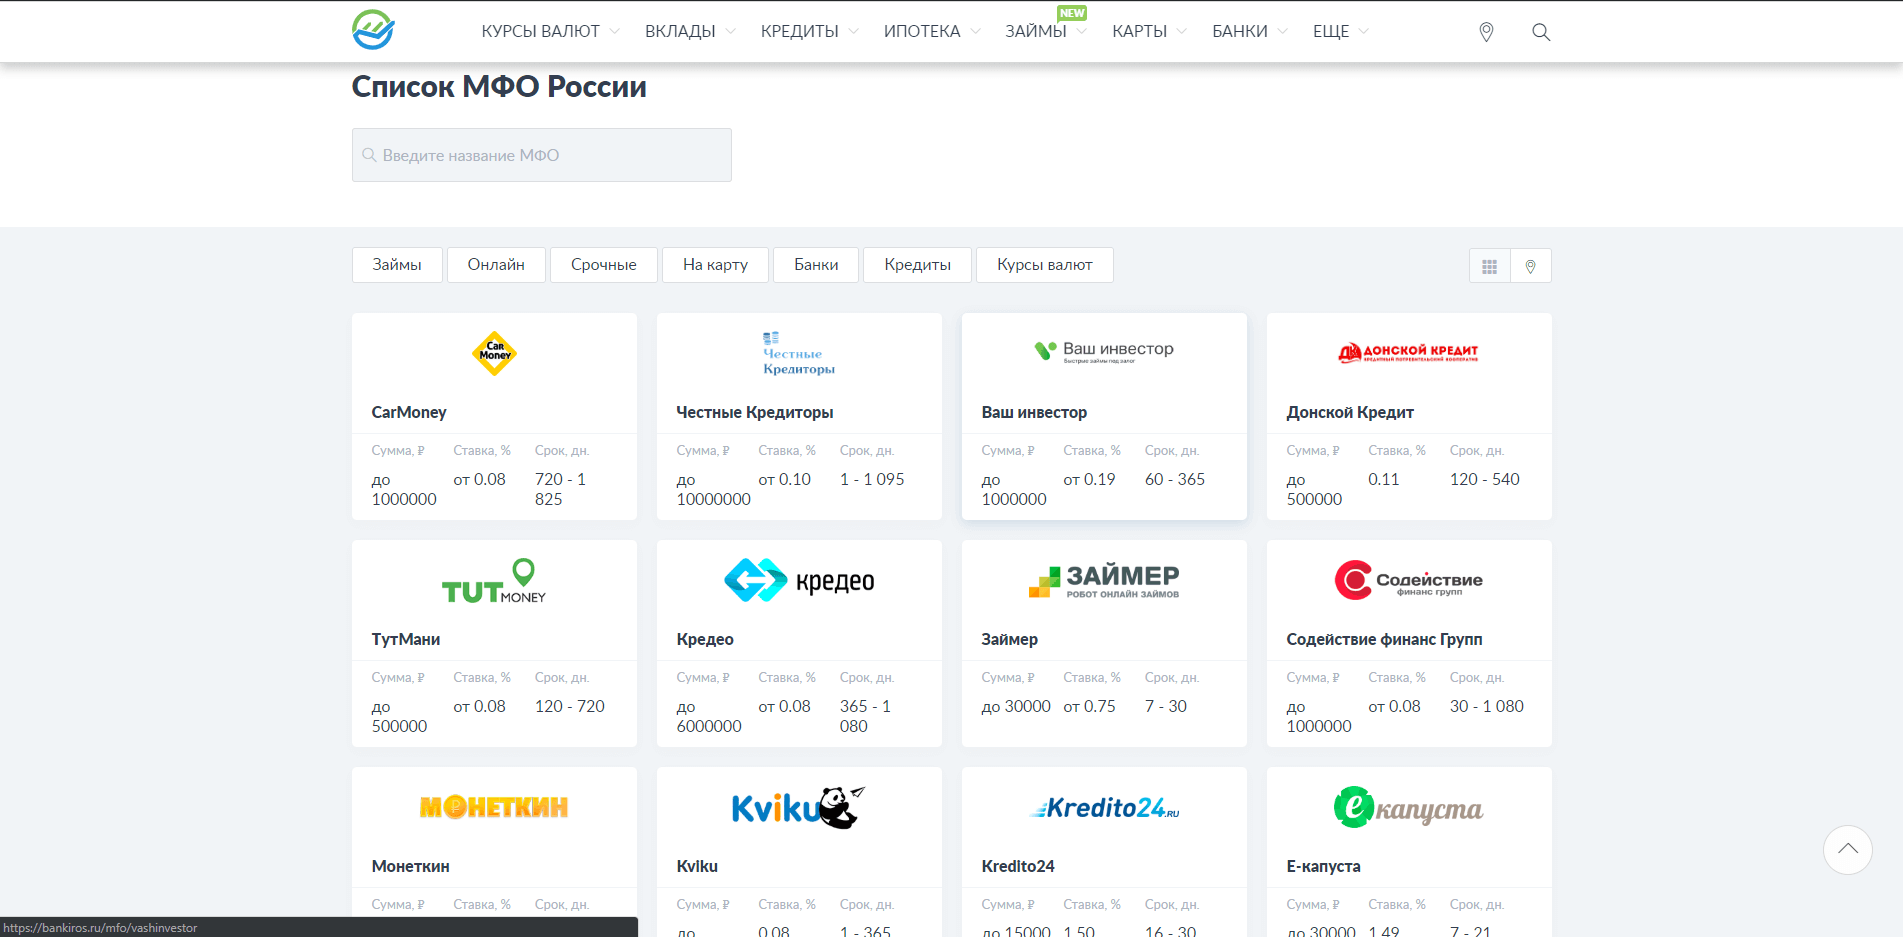 NEW
КУРСЫ ВАЛЮТ ВКЛАДЫ КРЕДИТЫ ИПОТЕКА ЗАЙМЫ КАРТЫ БАНКИ ЕЩЕ
Список МФО России
Введите название МФО
Займы Онлайн Срочные На карту Банки Кредиты Курсы валют
CAR
MONEY
CarMoney
Сумма, ₽ Ставка, % Срок, дн.
до
1000000
от 0.08
720 - 1
825
Честные
Кредиторы
Честные Кредиторы
Сумма, ₽ Ставка, % Срок, дн.
до
10000000
от 0.10
1 - 1 095
Ваш инвестор
Быстрые займы под залог
Ваш инвестор
Сумма, ₽ Ставка, % Срок, дн.
до
1000000
от 0.19
60 - 365
ДОНСКОЙ КРЕДИТ
КРЕДИТНЫЙ ПОТРЕБИТЕЛЬСКИЙ КООПЕРАТИВ
Донской Кредит
Сумма, ₽ Ставка, % Срок, дн.
до
500000
0.11
120 - 540
TUT MONEY
ТутМани
Сумма, ₽ Ставка, % Срок, дн.
до
500000
от 0.08
120 - 720
кредео
Кредео
Сумма, ₽ Ставка, % Срок, дн.
до
6000000
от 0.08
365 - 1
080
ЗАЙМЕР
РОБОТ ОНЛАЙН ЗАЙМОВ
Займер
Сумма, ₽ Ставка, % Срок, дн.
до 30000 от 0.75 7 - 30
Содействие
финанс групп
Содействие финанс Групп
Сумма, ₽ Ставка, % Срок, дн.
до
1000000
от 0.08
30 - 1 080
МОНЕТКИН
Монеткин
Сумма, ₽ Ставка, % Срок, дн.
Kviku
Kviku
Сумма, ₽ Ставка, % Срок, дн.
до 0.08 1 - 365
Kredito24.RU
Kredito24
Сумма, ₽ Ставка, % Срок, дн.
до 15000 1.50 16 - 30
е капуста
Е-капуста
Сумма, ₽ Ставка, % Срок, дн.
до 30000 1.49 7 - 21
https://bankiros.ru/mfo/vashinvestor